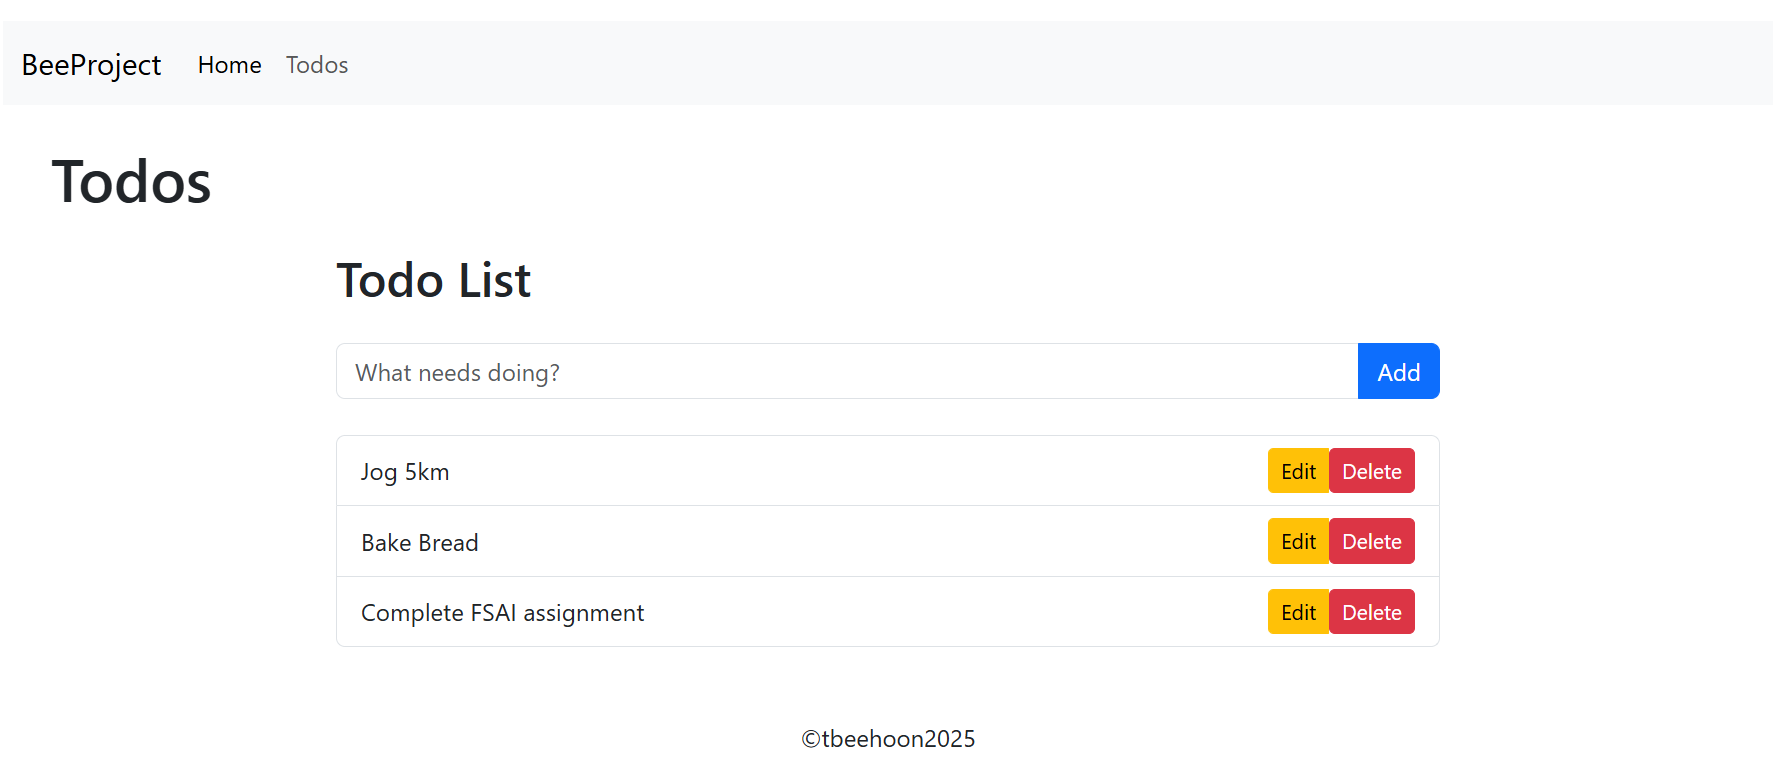 BeeProject Home Todos
Todos
Todo List
What needs doing? Add
Jog 5km Edit Delete
Bake Bread Edit Delete
Complete FSAI assignment Edit Delete
©tbeehoon2025